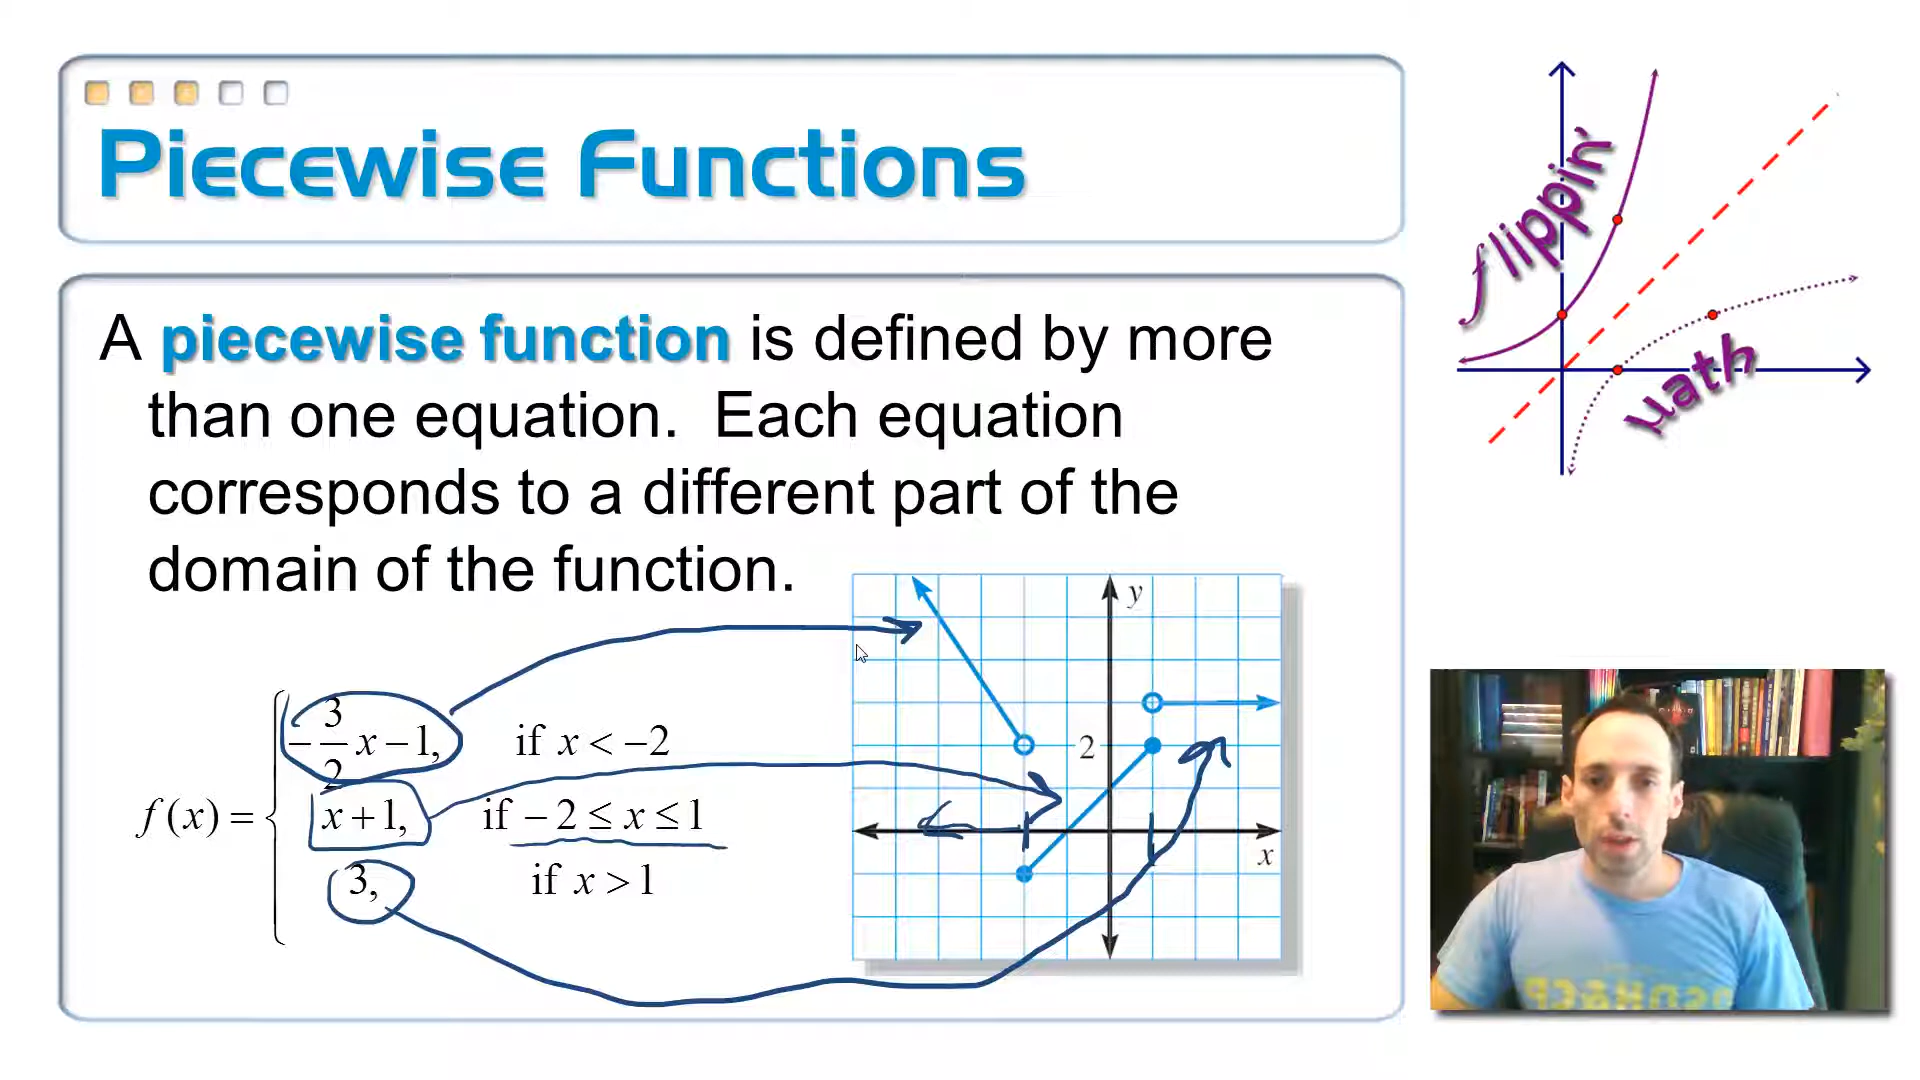 Piecewise Functions
A piecewise function is defined by more
than one equation.  Each equation
corresponds to a different part of the
domain of the function.
f(x) = { -3/2 x - 1, if x < -2
x + 1, if -2 ≤ x ≤ 1
3, if x > 1
y
2
x
flippin'
math